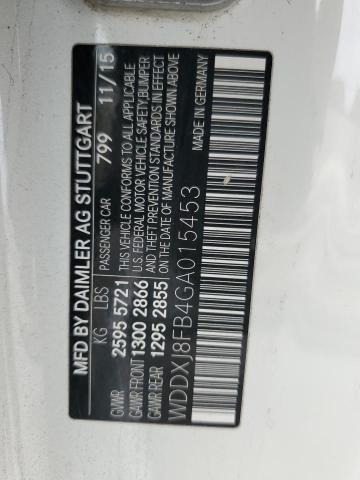 MFD BY DAIMLER AG STUTTGART
KG LBS PASSENGER CAR 799 11/15
GVWR 2595 5721 THIS VEHICLE CONFORMS TO ALL APPLICABLE
GAWR FRONT 1300 2866 U.S. FEDERAL MOTOR VEHICLE SAFETY, BUMPER
GAWR REAR 1295 2855 AND THEFT PREVENTION STANDARDS IN EFFECT
ON THE DATE OF MANUFACTURE SHOWN ABOVE
WDDXJ8FB4GA015453
MADE IN GERMANY